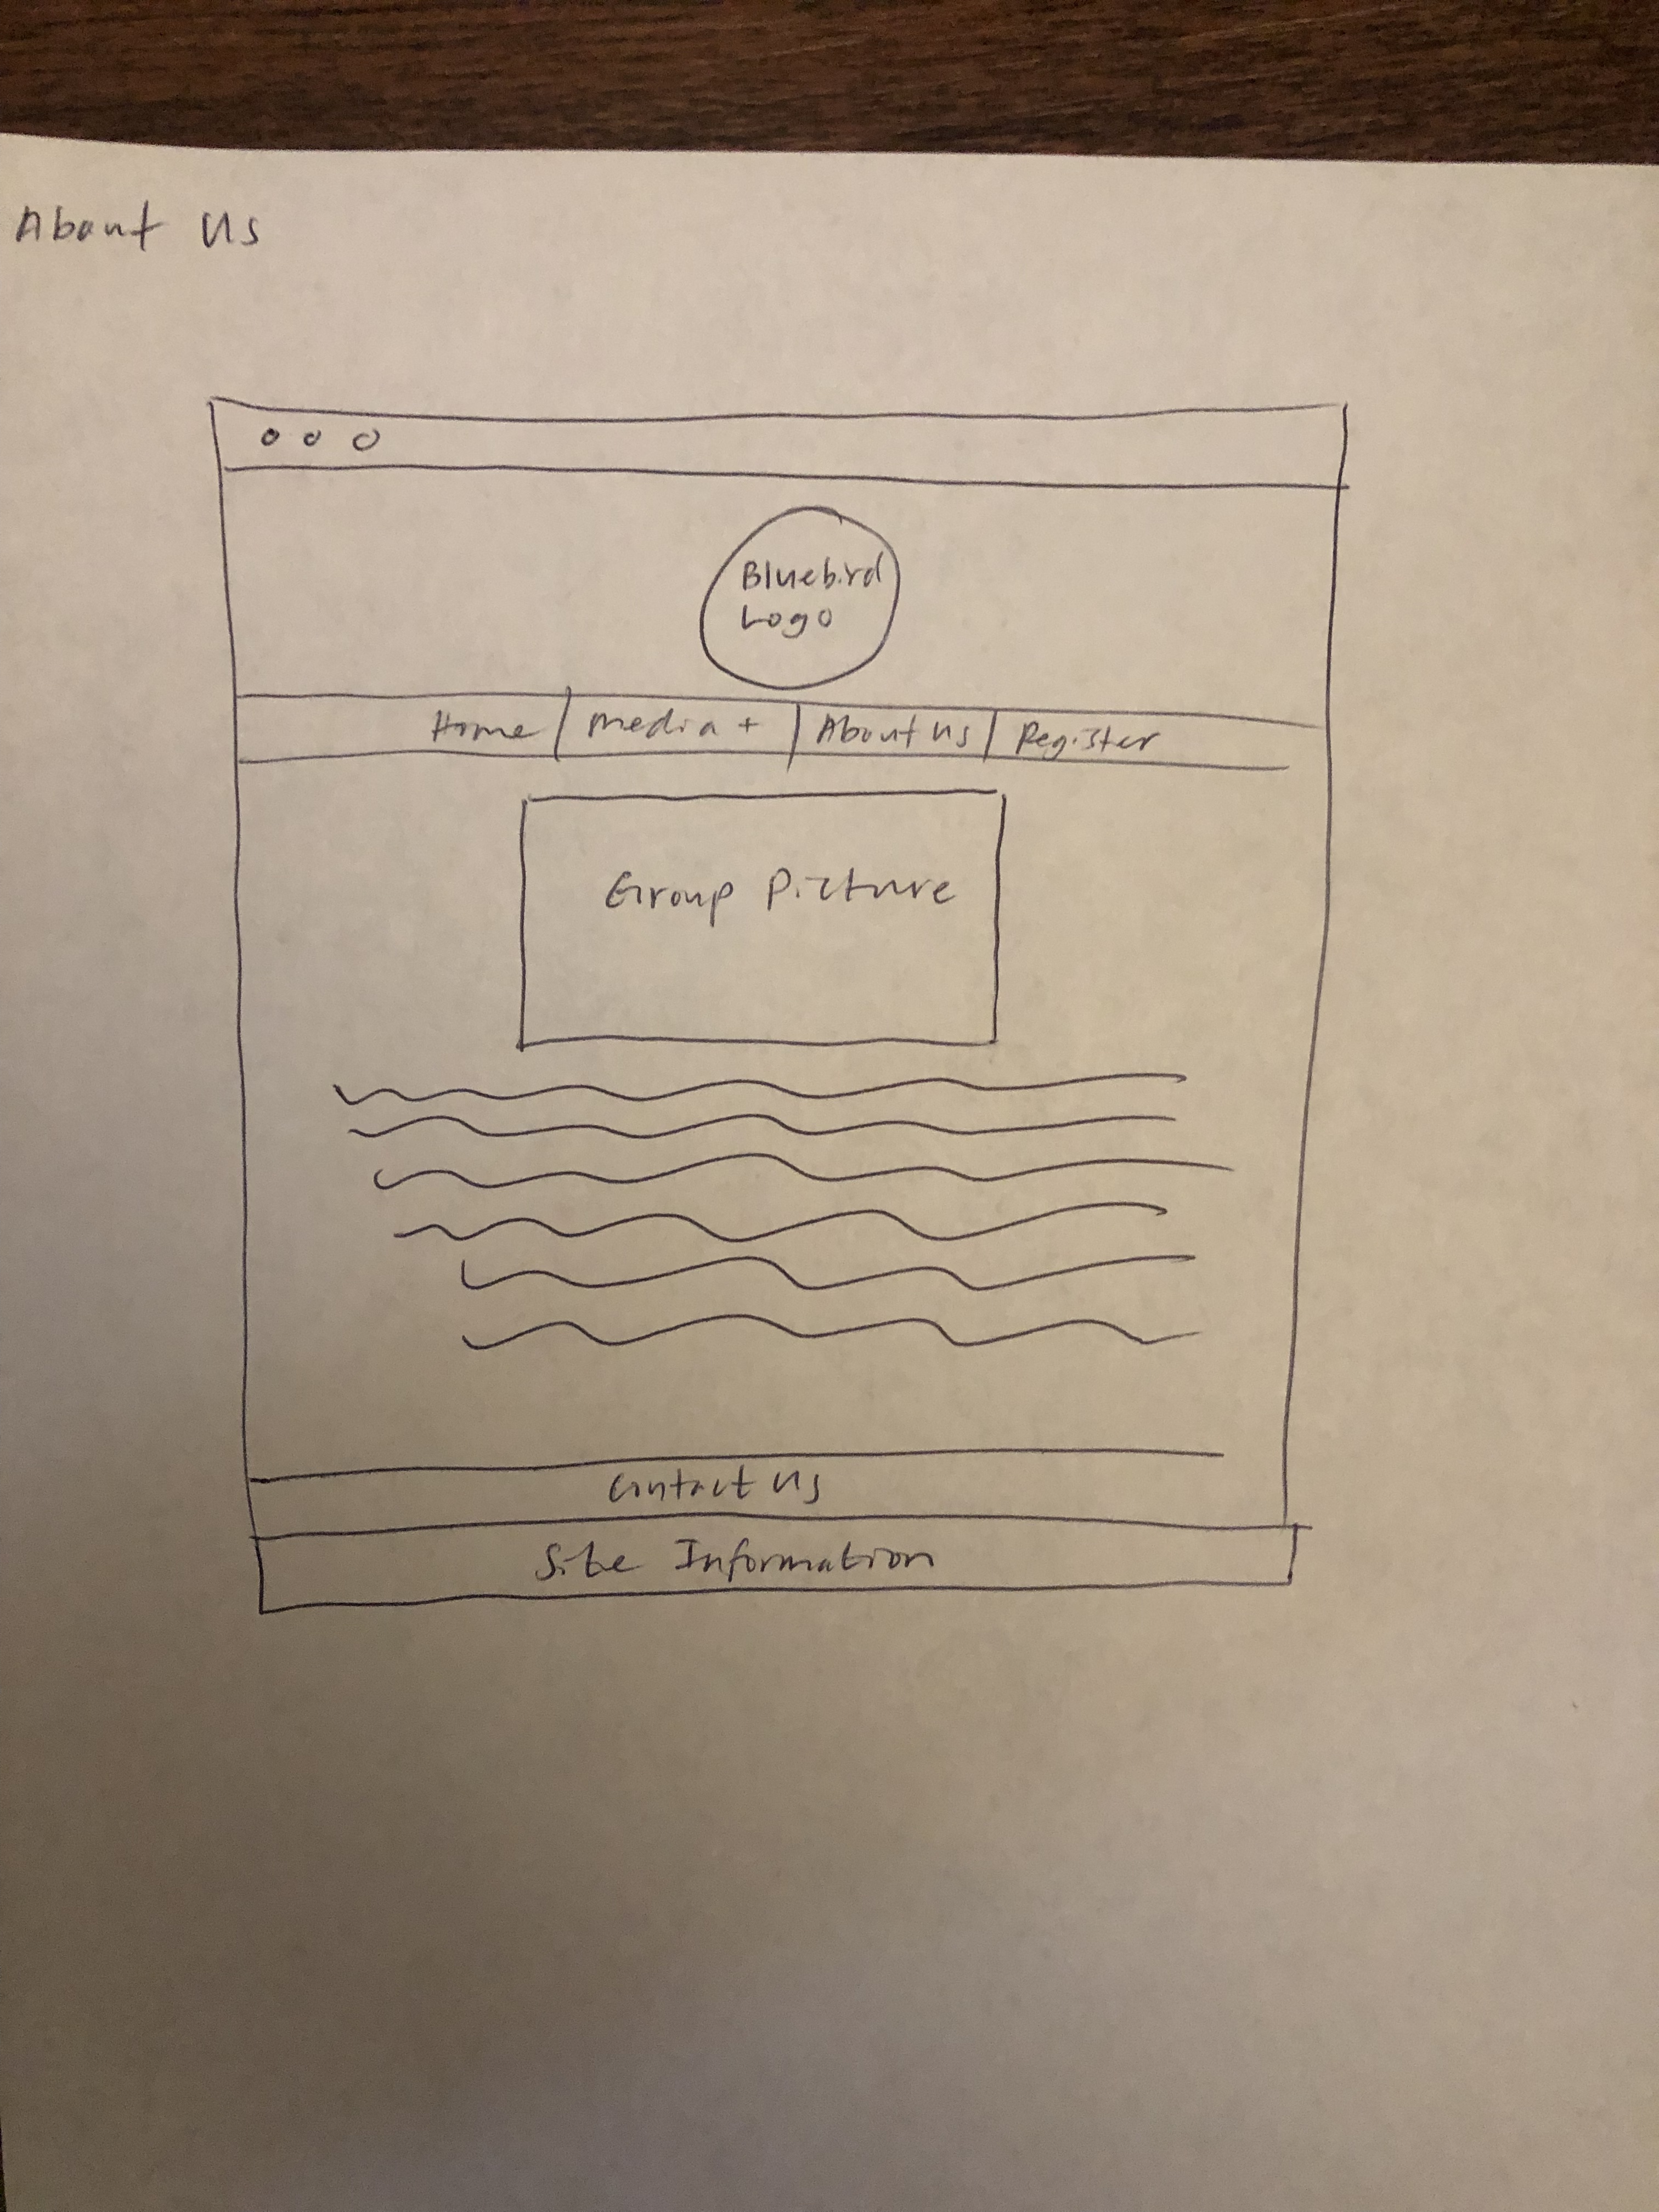 About Us
Bluebird
Logo
Home | Media + | About Us | Register
Group Picture
Contact Us
Site Information